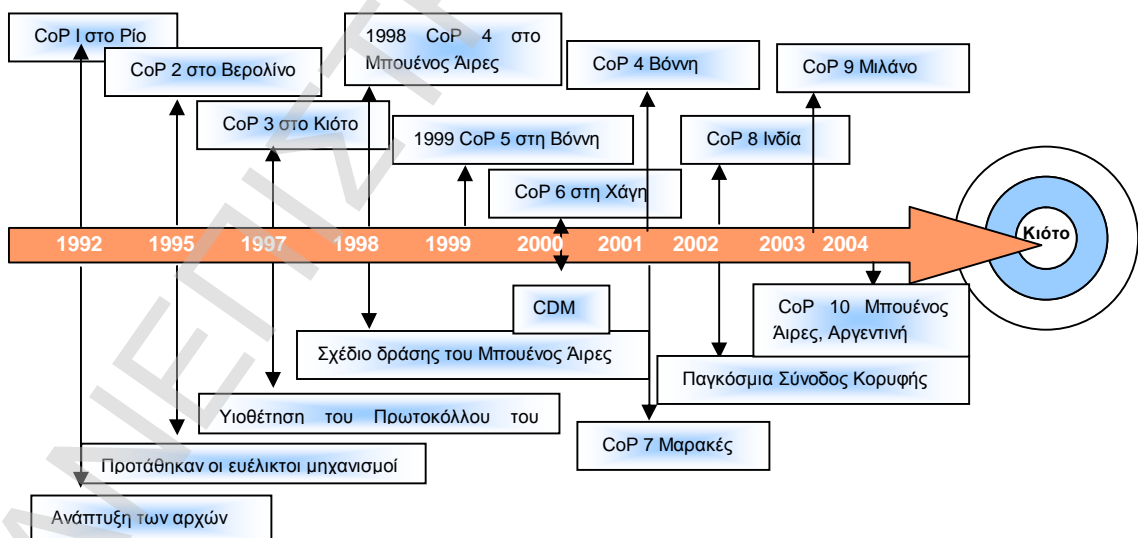 CoP I στο Ρίο
CoP 2 στο Βερολίνο
CoP 3 στο Κιότο
1998 CoP 4 στο
Μπουένος Άιρες
1999 CoP 5 στη Βόννη
CoP 6 στη Χάγη
CoP 4 Βόννη
CoP 8 Ινδία
CoP 9 Μιλάνο
1992 1995 1997 1998 1999 2000 2001 2002 2003 2004
Κιότο
CDM
CoP 10 Μπουένος
Άιρες, Αργεντινή
Σχέδιο δράσης του Μπουένος Άιρες
Παγκόσμια Σύνοδος Κορυφής
Υιοθέτηση του Πρωτοκόλλου του
CoP 7 Μαρακές
Προτάθηκαν οι ευέλικτοι μηχανισμοί
Ανάπτυξη των αρχών